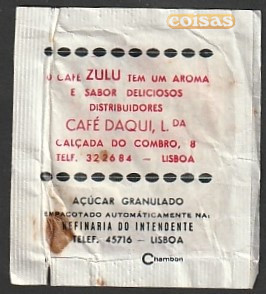 coisas
O CAFÉ ZULU TEM UM AROMA
E SABOR DELICIOSOS
DISTRIBUIDORES
CAFÉ DAQUI, L.DA
CALÇADA DO COMBRO, 8
TELF. 322684 — LISBOA
AÇÚCAR GRANULADO
EMPACOTADO AUTOMÁTICAMENTE NA:
REFINARIA DO INTENDENTE
TELEF. 45716 — LISBOA
Chambon